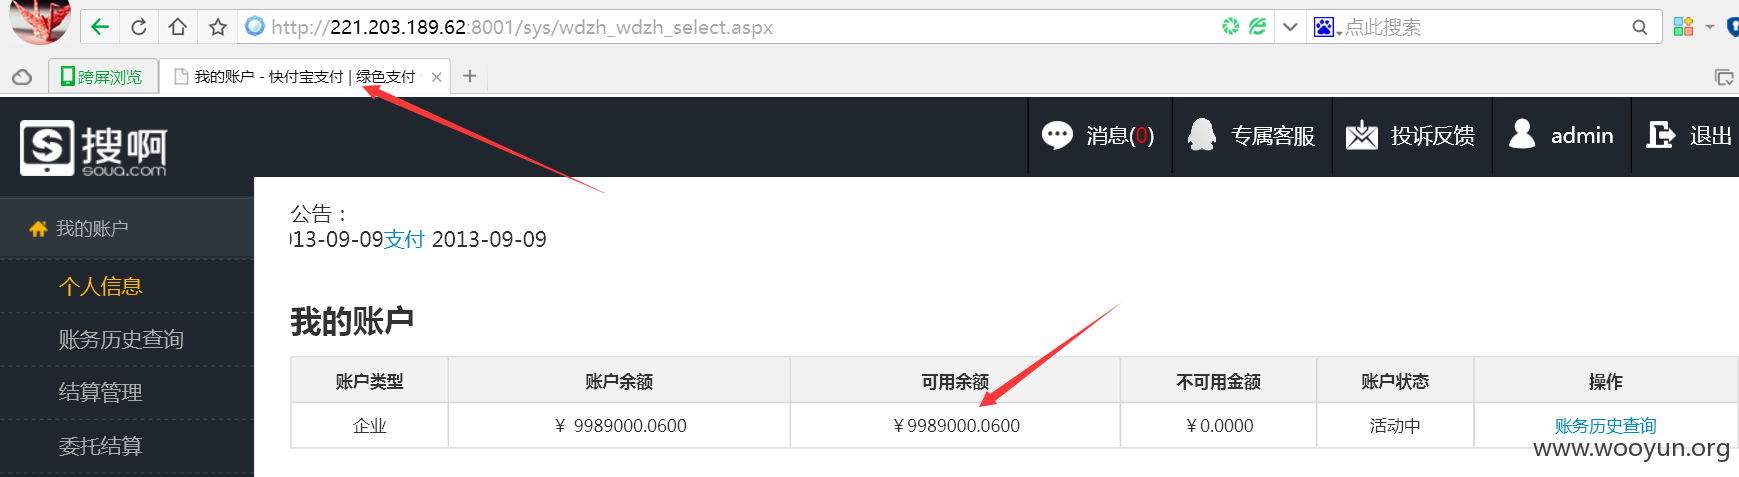 http://221.203.189.62:8001/sys/wdzh_wdzh_select.aspx
点此搜索
跨屏浏览
我的账户 - 快付宝支付 | 绿色支付
搜啊
soua.com
消息(0)
专属客服
投诉反馈
admin
退出
我的账户
个人信息
账务历史查询
结算管理
委托结算
公告：
013-09-09支付 2013-09-09
我的账户
账户类型 账户余额 可用余额 不可用金额 账户状态 操作
企业 ¥ 9989000.0600 ¥9989000.0600 ¥0.0000 活动中 账务历史查询
www.wooyun.org